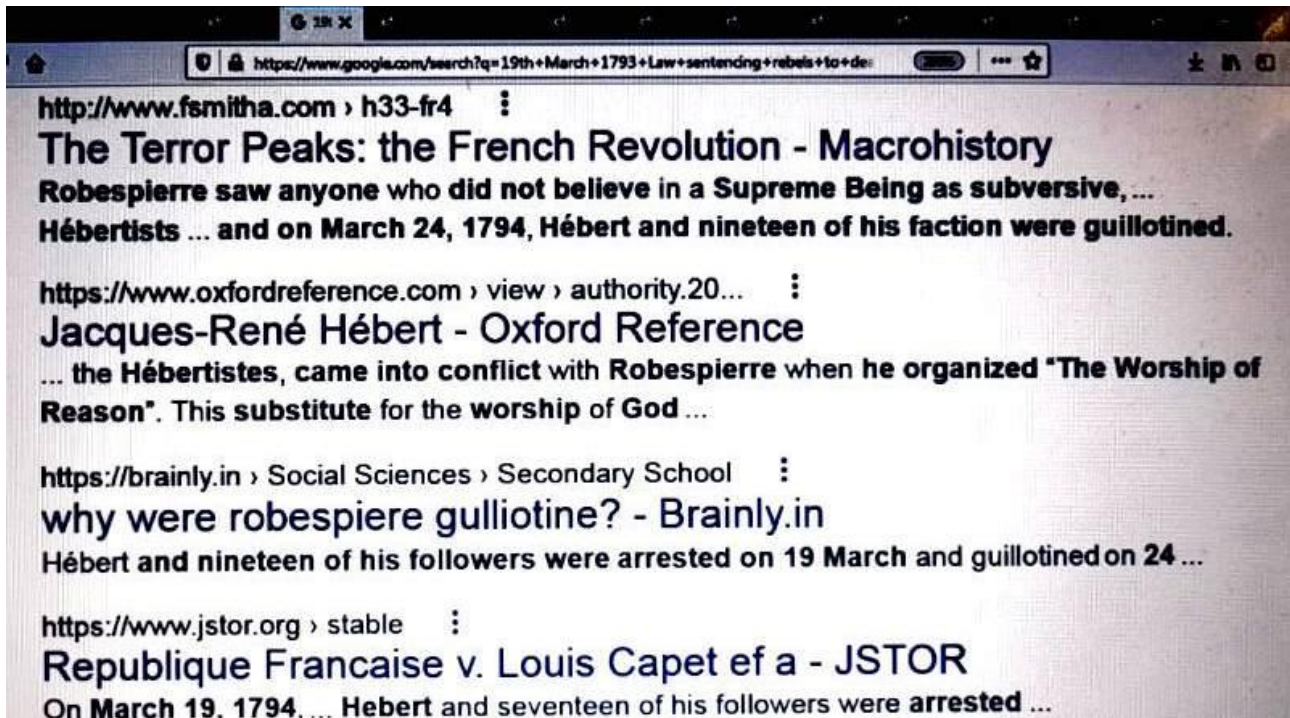 https://www.google.com/search?q=19th+March+1793+Law+sentencing+rebels+to+de
http://www.fsmitha.com › h33-fr4
The Terror Peaks: the French Revolution - Macrohistory
Robespierre saw anyone who did not believe in a Supreme Being as subversive, ...
Hébertists ... and on March 24, 1794, Hébert and nineteen of his faction were guillotined.
https://www.oxfordreference.com › view › authority.20...
Jacques-René Hébert - Oxford Reference
... the Hébertistes, came into conflict with Robespierre when he organized "The Worship of
Reason". This substitute for the worship of God ...
https://brainly.in › Social Sciences › Secondary School
why were robespiere gulliotine? - Brainly.in
Hébert and nineteen of his followers were arrested on 19 March and guillotined on 24 ...
https://www.jstor.org › stable
Republique Francaise v. Louis Capet ef a - JSTOR
On March 19, 1794, ... Hebert and seventeen of his followers were arrested ...